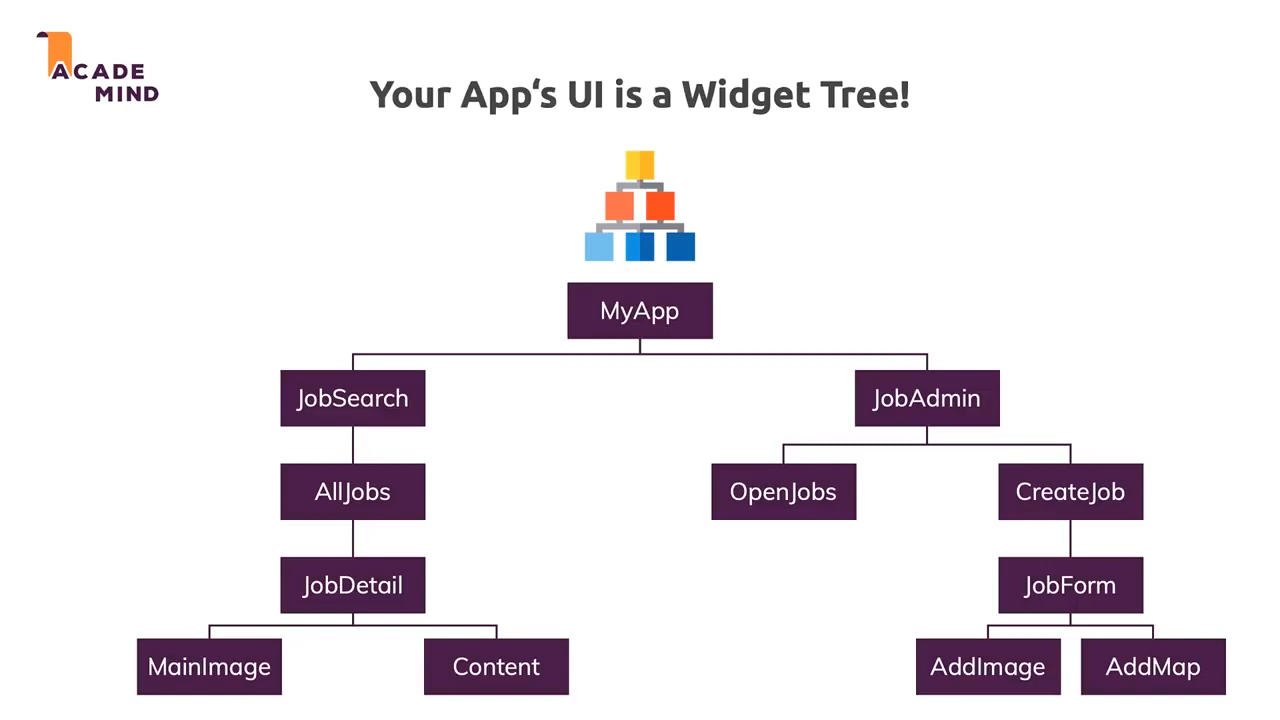 ACADE
MIND
Your App‘s UI is a Widget Tree!
MyApp
JobSearch
JobAdmin
AllJobs
OpenJobs
CreateJob
JobDetail
JobForm
MainImage
Content
AddImage
AddMap